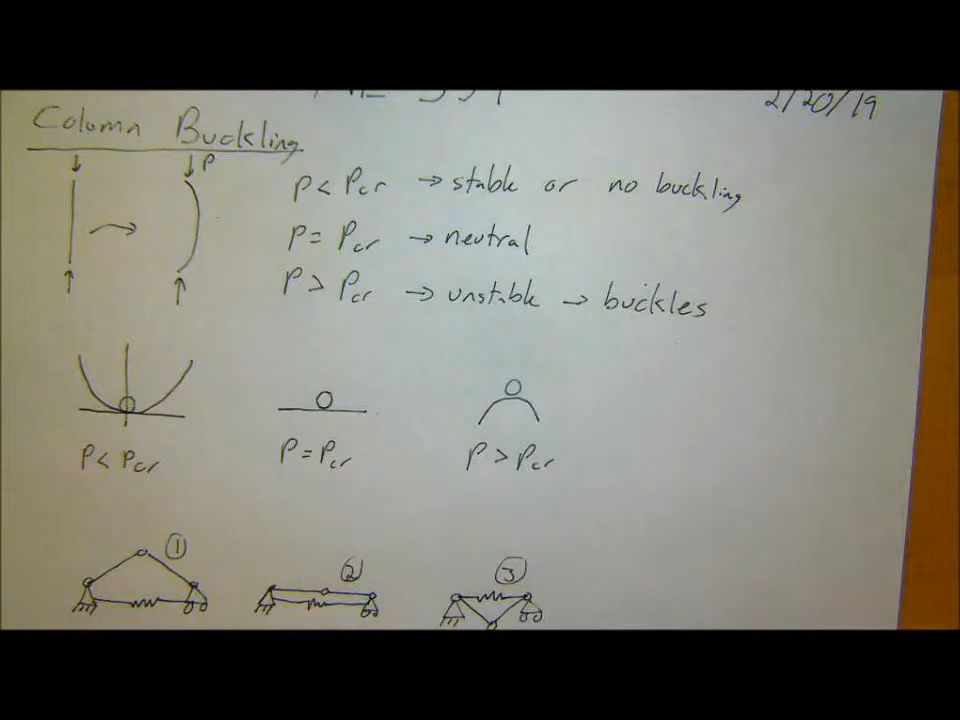 2/20/19
Column Buckling
P
P < Pcr → stable or no buckling
P = Pcr → neutral
P > Pcr → unstable → buckles
P < Pcr P = Pcr P > Pcr
1 2 3